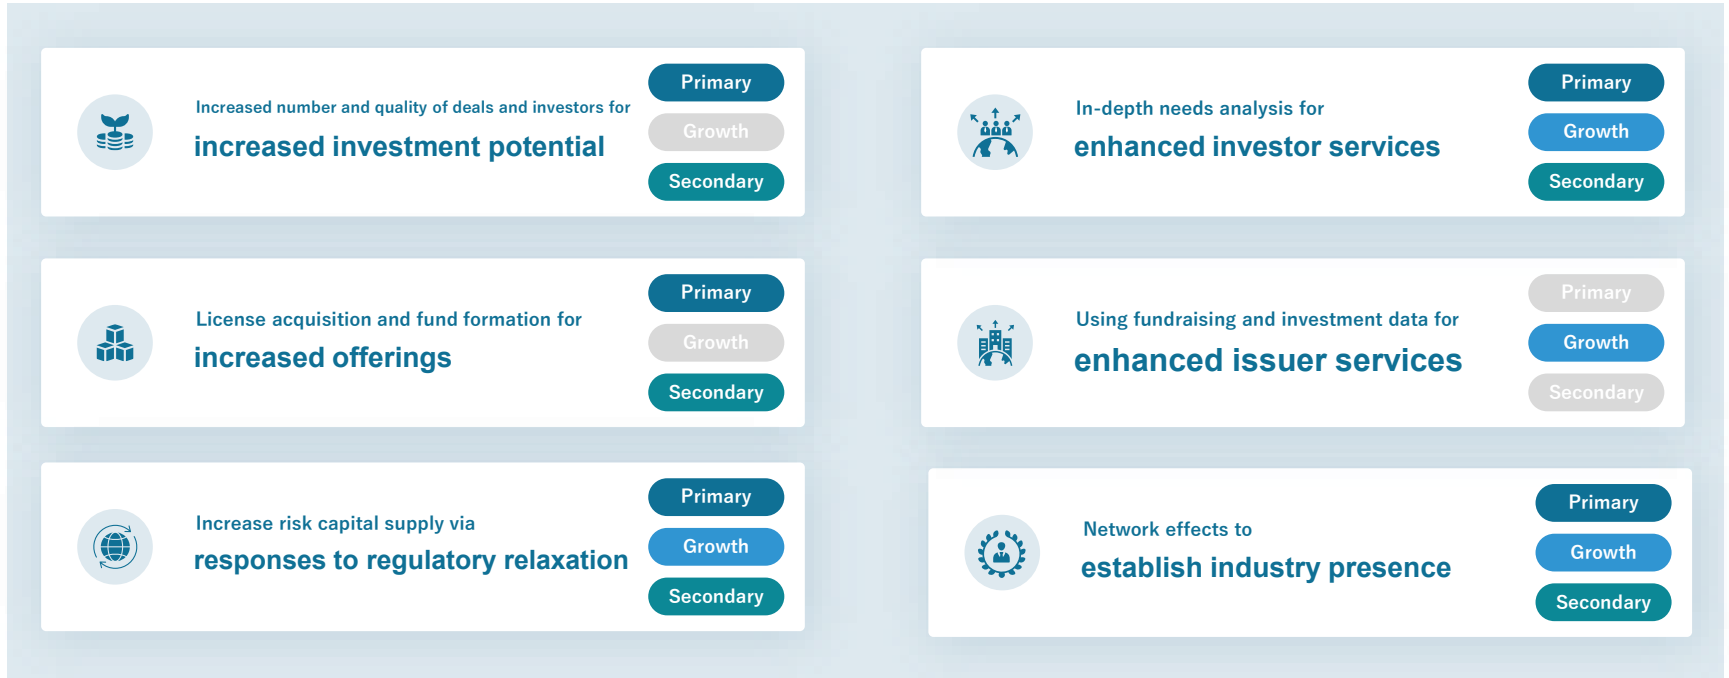 Increased number and quality of deals and investors for
increased investment potential
Primary
Growth
Secondary
In-depth needs analysis for
enhanced investor services
Primary
Growth
Secondary
License acquisition and fund formation for
increased offerings
Primary
Growth
Secondary
Using fundraising and investment data for
enhanced issuer services
Primary
Growth
Secondary
Increase risk capital supply via
responses to regulatory relaxation
Primary
Growth
Secondary
Network effects to
establish industry presence
Primary
Growth
Secondary